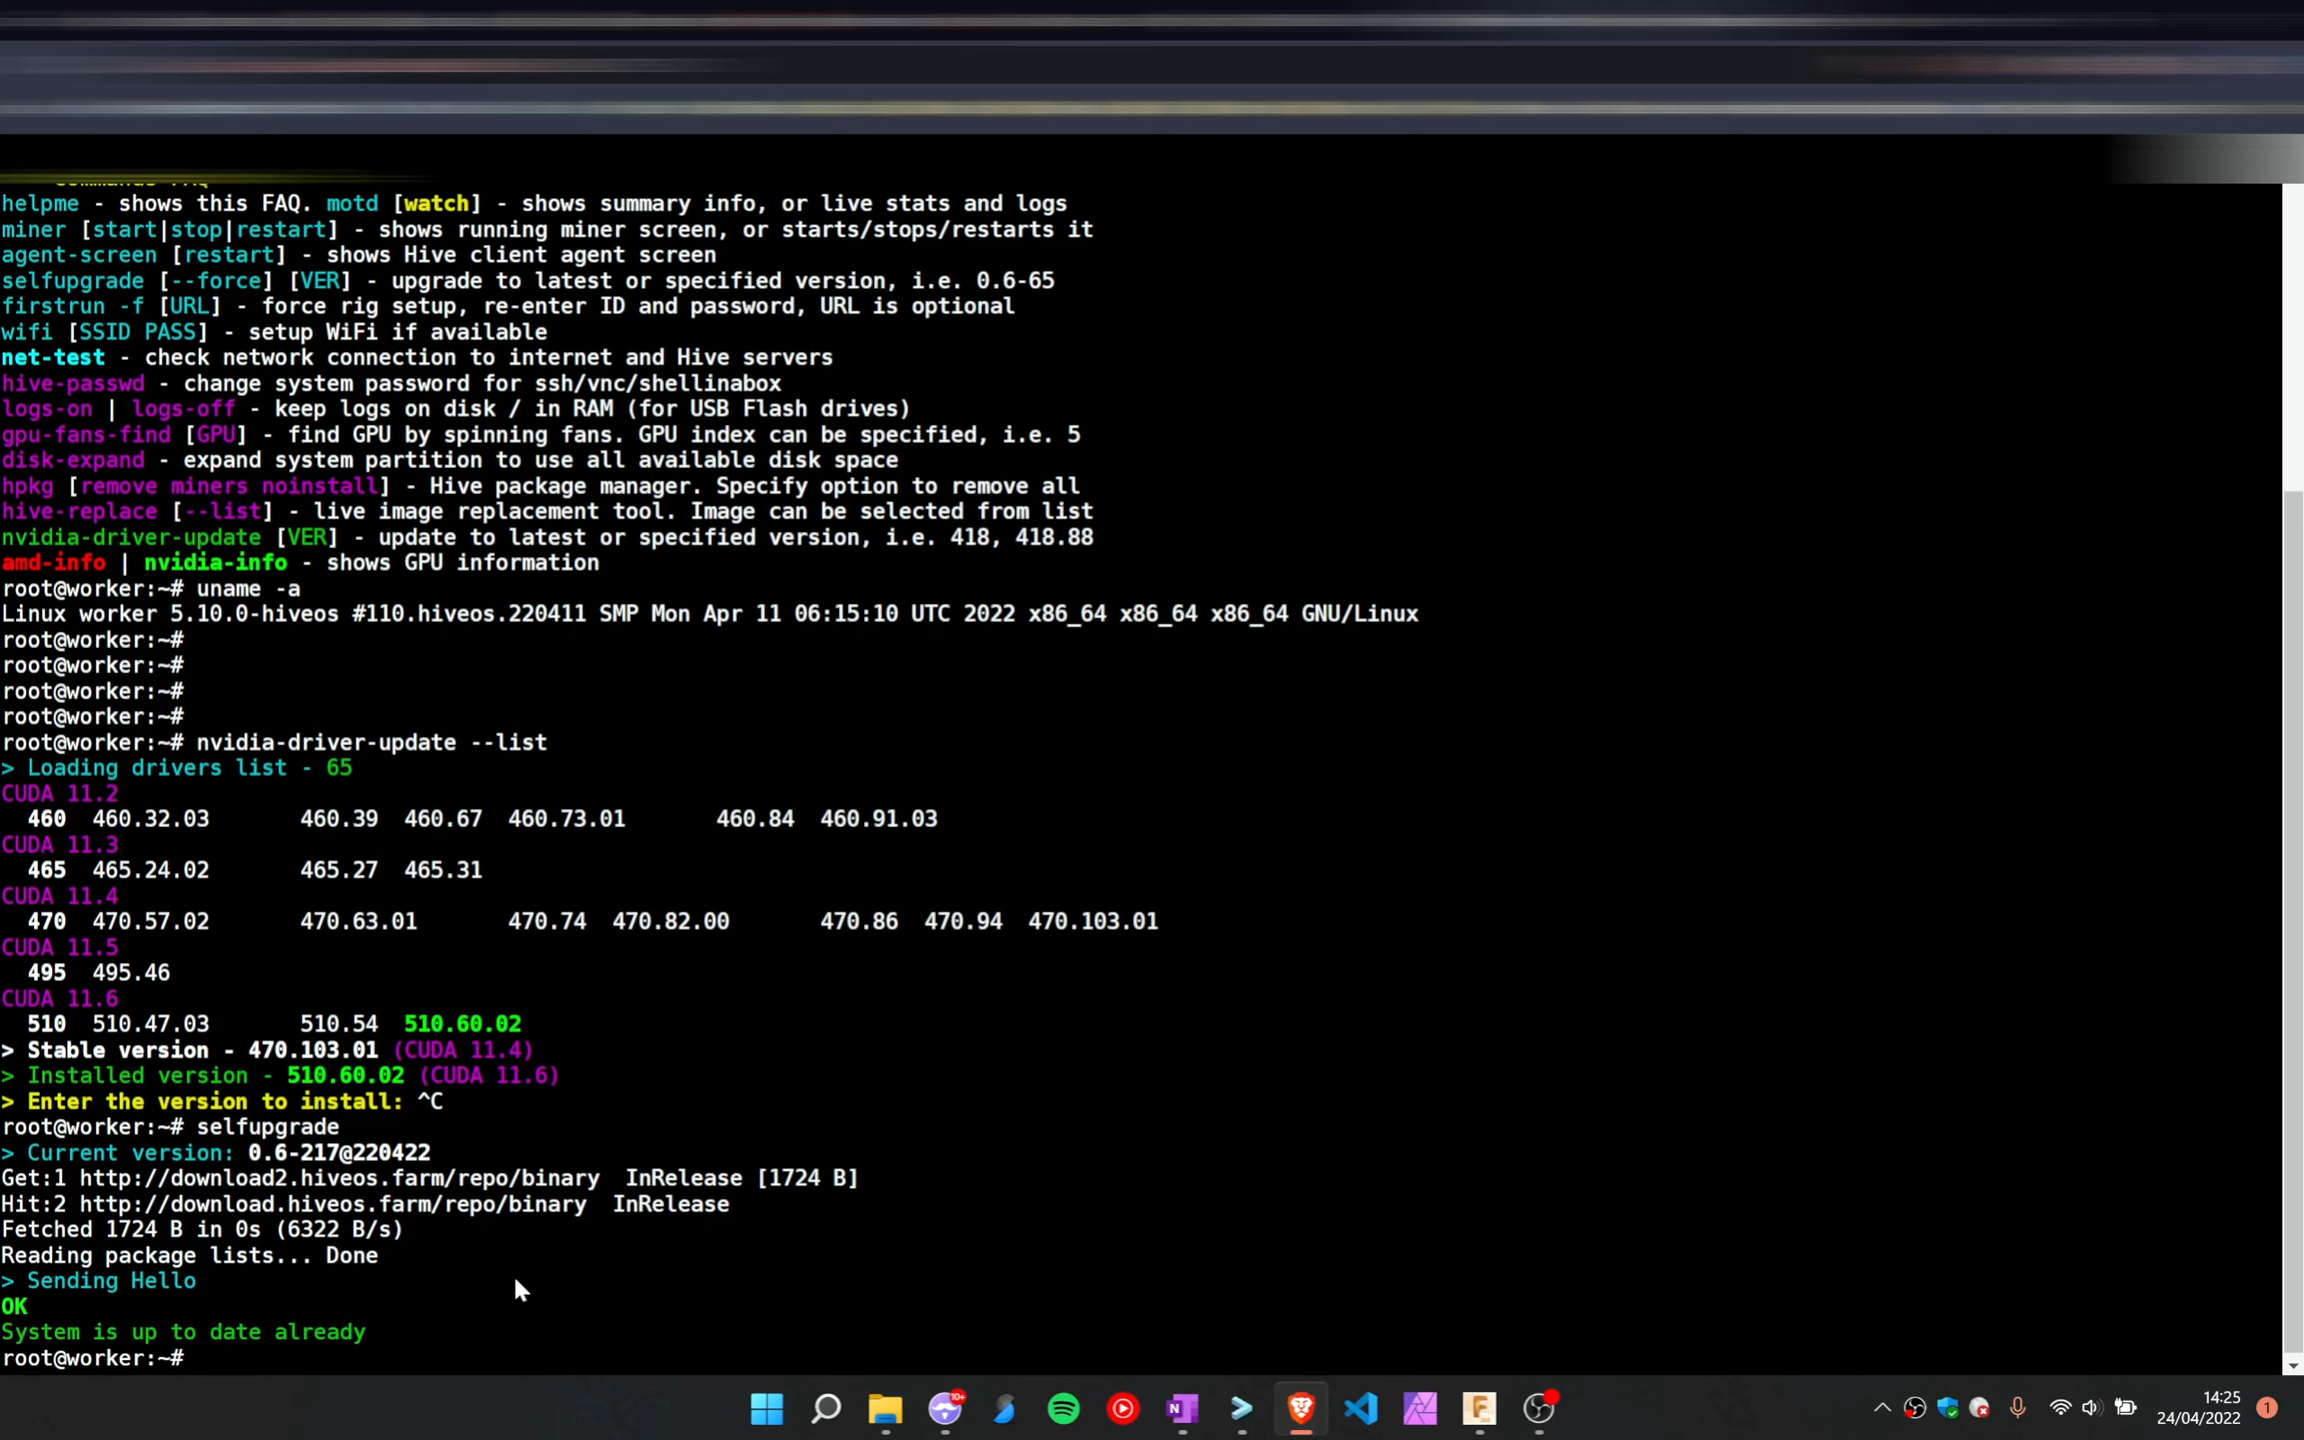 Commands FAQ
helpme - shows this FAQ. motd [watch] - shows summary info, or live stats and logs
miner [start|stop|restart] - shows running miner screen, or starts/stops/restarts it
agent-screen [restart] - shows Hive client agent screen
selfupgrade [--force] [VER] - upgrade to latest or specified version, i.e. 0.6-65
firstrun -f [URL] - force rig setup, re-enter ID and password, URL is optional
wifi [SSID PASS] - setup WiFi if available
net-test - check network connection to internet and Hive servers
hive-passwd - change system password for ssh/vnc/shellinabox
logs-on | logs-off - keep logs on disk / in RAM (for USB Flash drives)
gpu-fans-find [GPU] - find GPU by spinning fans. GPU index can be specified, i.e. 5
disk-expand - expand system partition to use all available disk space
hpkg [remove miners noinstall] - Hive package manager. Specify option to remove all
hive-replace [--list] - live image replacement tool. Image can be selected from list
nvidia-driver-update [VER] - update to latest or specified version, i.e. 418, 418.88
amd-info | nvidia-info - shows GPU information
root@worker:~# uname -a
Linux worker 5.10.0-hiveos #110.hiveos.220411 SMP Mon Apr 11 06:15:10 UTC 2022 x86_64 x86_64 x86_64 GNU/Linux
root@worker:~#
root@worker:~#
root@worker:~#
root@worker:~#
root@worker:~# nvidia-driver-update --list
> Loading drivers list - 65
CUDA 11.2
460 460.32.03 460.39 460.67 460.73.01 460.84 460.91.03
CUDA 11.3
465 465.24.02 465.27 465.31
CUDA 11.4
470 470.57.02 470.63.01 470.74 470.82.00 470.86 470.94 470.103.01
CUDA 11.5
495 495.46
CUDA 11.6
510 510.47.03 510.54 510.60.02
> Stable version - 470.103.01 (CUDA 11.4)
> Installed version - 510.60.02 (CUDA 11.6)
> Enter the version to install: ^C
root@worker:~# selfupgrade
> Current version: 0.6-217@220422
Get:1 http://download2.hiveos.farm/repo/binary InRelease [1724 B]
Hit:2 http://download.hiveos.farm/repo/binary InRelease
Fetched 1724 B in 0s (6322 B/s)
Reading package lists... Done
> Sending Hello
OK
System is up to date already
root@worker:~#
10+
N
F
14:25
24/04/2022
1